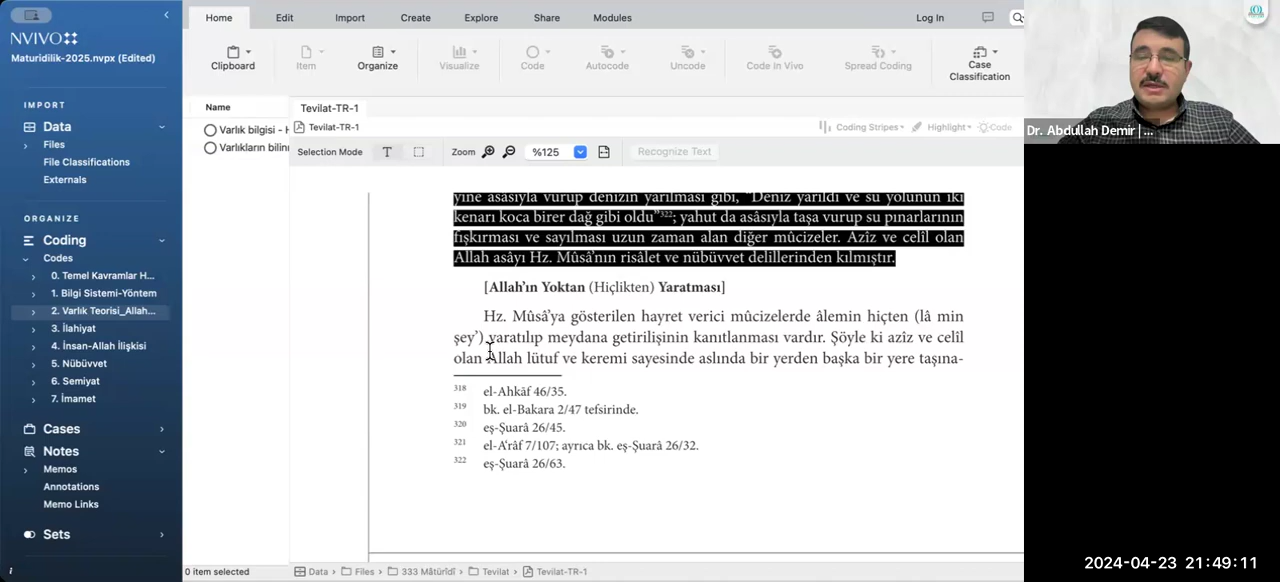 NVIVO
Maturidilik-2025.nvpx (Edited)
IMPORT
Data
Files
File Classifications
Externals
ORGANIZE
Coding
Codes
0. Temel Kavramlar H...
1. Bilgi Sistemi-Yöntem
2. Varlık Teorisi_Allah...
3. İlahiyat
4. İnsan-Allah İlişkisi
5. Nübüvvet
6. Semiyat
7. İmamet
Cases
Notes
Memos
Annotations
Memo Links
Sets
Home Edit Import Create Explore Share Modules Log In
Clipboard Item Organize Visualize Code Autocode Uncode Code In Vivo Spread Coding Case Classification
Name
Varlık bilgisi - H
Varlıkların bilin
Tevilat-TR-1
Tevilat-TR-1 Coding Stripes Highlight Code
Selection Mode T Zoom %125 Recognize Text
yine asâsıyla vurup denizin yarılması gibi, “Deniz yarıldı ve su yolunun iki
kenarı koca birer dağ gibi oldu”322; yahut da asâsıyla taşa vurup su pınarlarının
fışkırması ve sayılması uzun zaman alan diğer mûcizeler. Azîz ve celîl olan
Allah asâyı Hz. Mûsâ’nın risâlet ve nübüvvet delillerinden kılmıştır.
[Allah’ın Yoktan (Hiçlikten) Yaratması]
Hz. Mûsâ’ya gösterilen hayret verici mûcizelerde âlemin hiçten (lâ min
şey’) yaratılıp meydana getirilişinin kanıtlanması vardır. Şöyle ki azîz ve celîl
olan Allah lütuf ve keremi sayesinde aslında bir yerden başka bir yere taşına-
318 el-Ahkāf 46/35.
319 bk. el-Bakara 2/47 tefsirinde.
320 eş-Şuarâ 26/45.
321 el-A‘râf 7/107; ayrıca bk. eş-Şuarâ 26/32.
322 eş-Şuarâ 26/63.
0 item selected
Data > Files > 333 Mâtürîdî > Tevilat > Tevilat-TR-1
Dr. Abdullah Demir | ...
2024-04-23 21:49:11